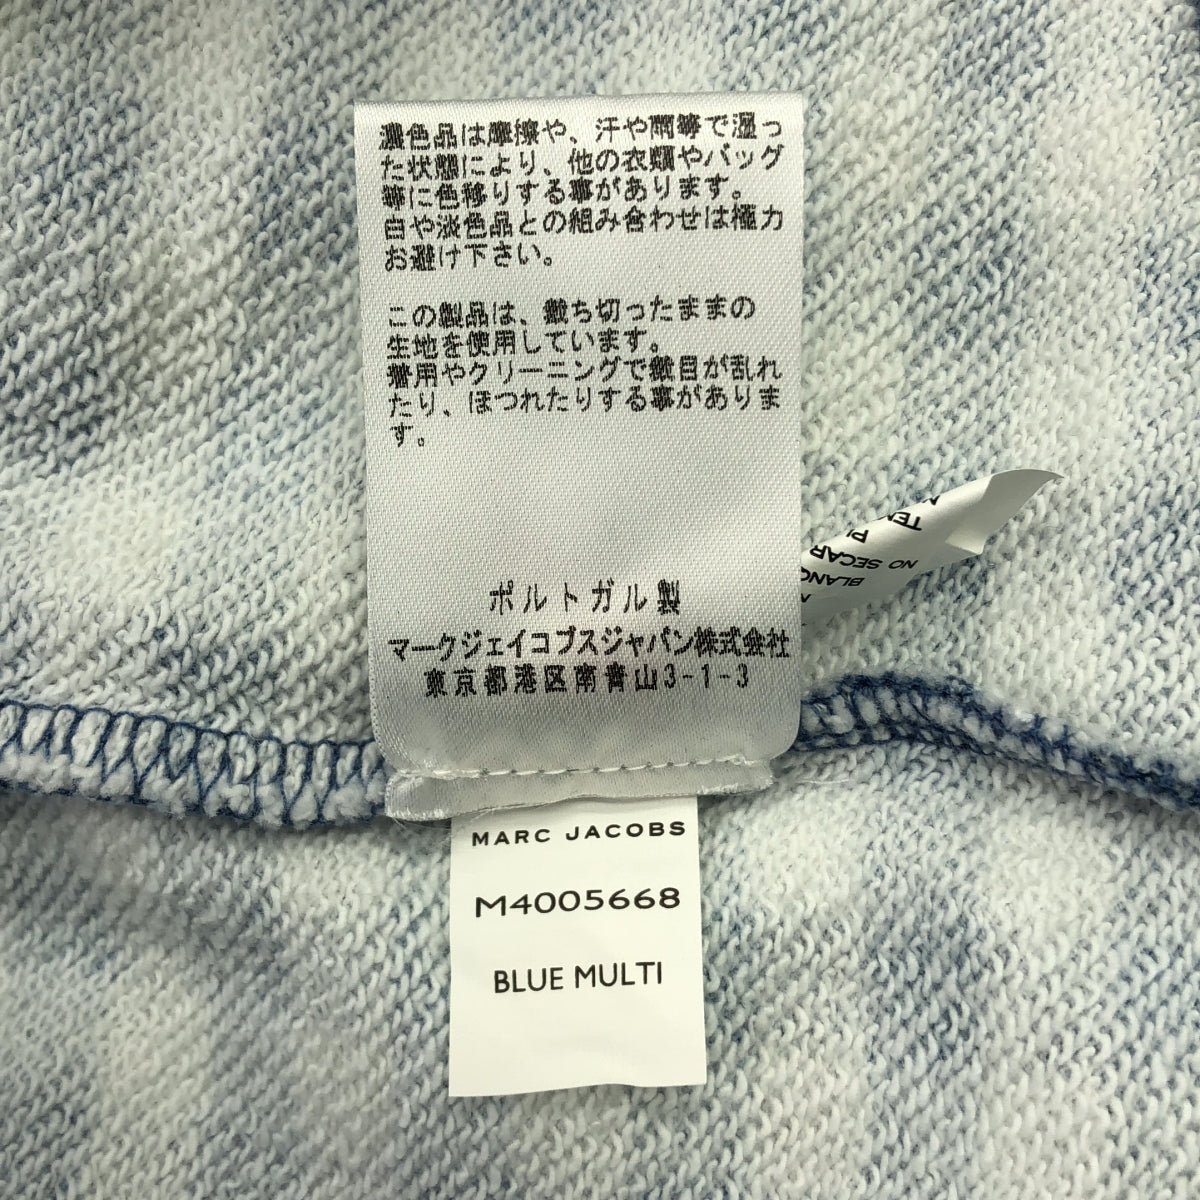 濃色品は摩擦や、汗や雨等で湿っ
た状態により、他の衣類やバッグ
等に色移りする事があります。
白や淡色品との組み合わせは極力
お避け下さい。
この製品は、裁ち切ったままの
生地を使用しています。
着用やクリーニングで織目が乱れ
たり、ほつれたりする事がありま
す。
ポルトガル製
マークジェイコブスジャパン株式会社
東京都港区南青山3-1-3
NO SECAR
BLANQ
MARC JACOBS
M4005668
BLUE MULTI